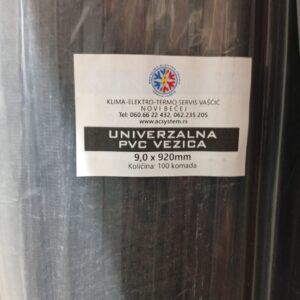 KLIMA-ELEKTRO-TERMO SERVIS VAŠČIĆ
NOVI BEČEJ
Tel: 060.66 22 432, 062.235 205
www.acsystem.rs
UNIVERZALNA
PVC VEZICA
9,0 x 920mm
Količina: 100 komada